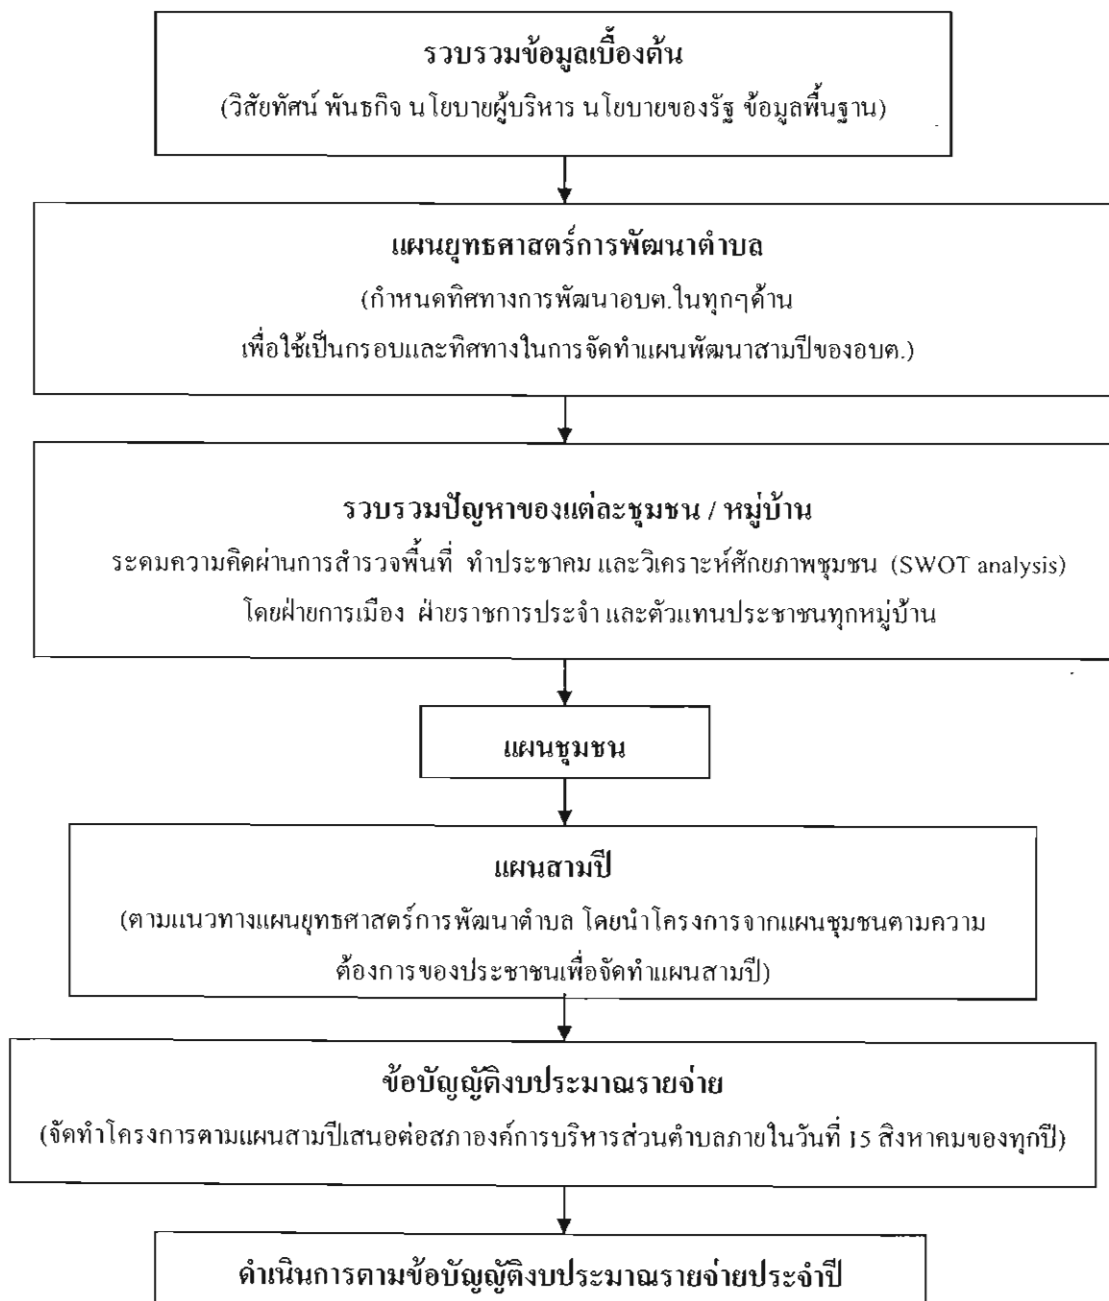 รวบรวมข้อมูลเบื้องต้น
(วิสัยทัศน์ พันธกิจ นโยบายผู้บริหาร นโยบายของรัฐ ข้อมูลพื้นฐาน)
แผนยุทธศาสตร์การพัฒนาตำบล
(กำหนดทิศทางการพัฒนาอบต.ในทุกๆด้าน
เพื่อใช้เป็นกรอบและทิศทางในการจัดทำแผนพัฒนาสามปีของอบต.)
รวบรวมปัญหาของแต่ละชุมชน / หมู่บ้าน
ระดมความคิดผ่านการสำรวจพื้นที่ ทำประชาคม และวิเคราะห์ศักยภาพชุมชน (SWOT analysis)
โดยฝ่ายการเมือง ฝ่ายราชการประจำ และตัวแทนประชาชนทุกหมู่บ้าน
แผนชุมชน
แผนสามปี
(ตามแนวทางแผนยุทธศาสตร์การพัฒนาตำบล โดยนำโครงการจากแผนชุมชนตามความ
ต้องการของประชาชนเพื่อจัดทำแผนสามปี)
ข้อบัญญัติงบประมาณรายจ่าย
(จัดทำโครงการตามแผนสามปีเสนอต่อสภาองค์การบริหารส่วนตำบลภายในวันที่ 15 สิงหาคมของทุกปี)
ดำเนินการตามข้อบัญญัติงบประมาณรายจ่ายประจำปี